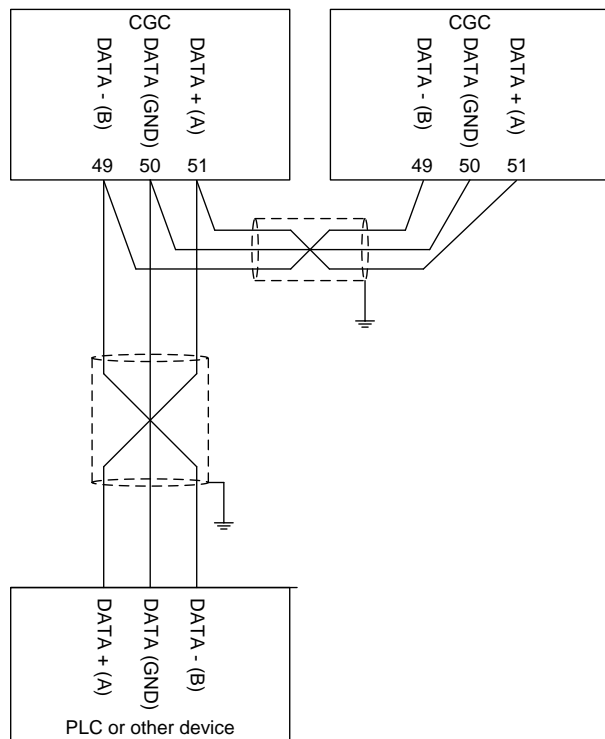 CGC
DATA - (B)
DATA (GND)
DATA + (A)
49 50 51
CGC
DATA - (B)
DATA (GND)
DATA + (A)
49 50 51
DATA + (A)
DATA (GND)
DATA - (B)
PLC or other device